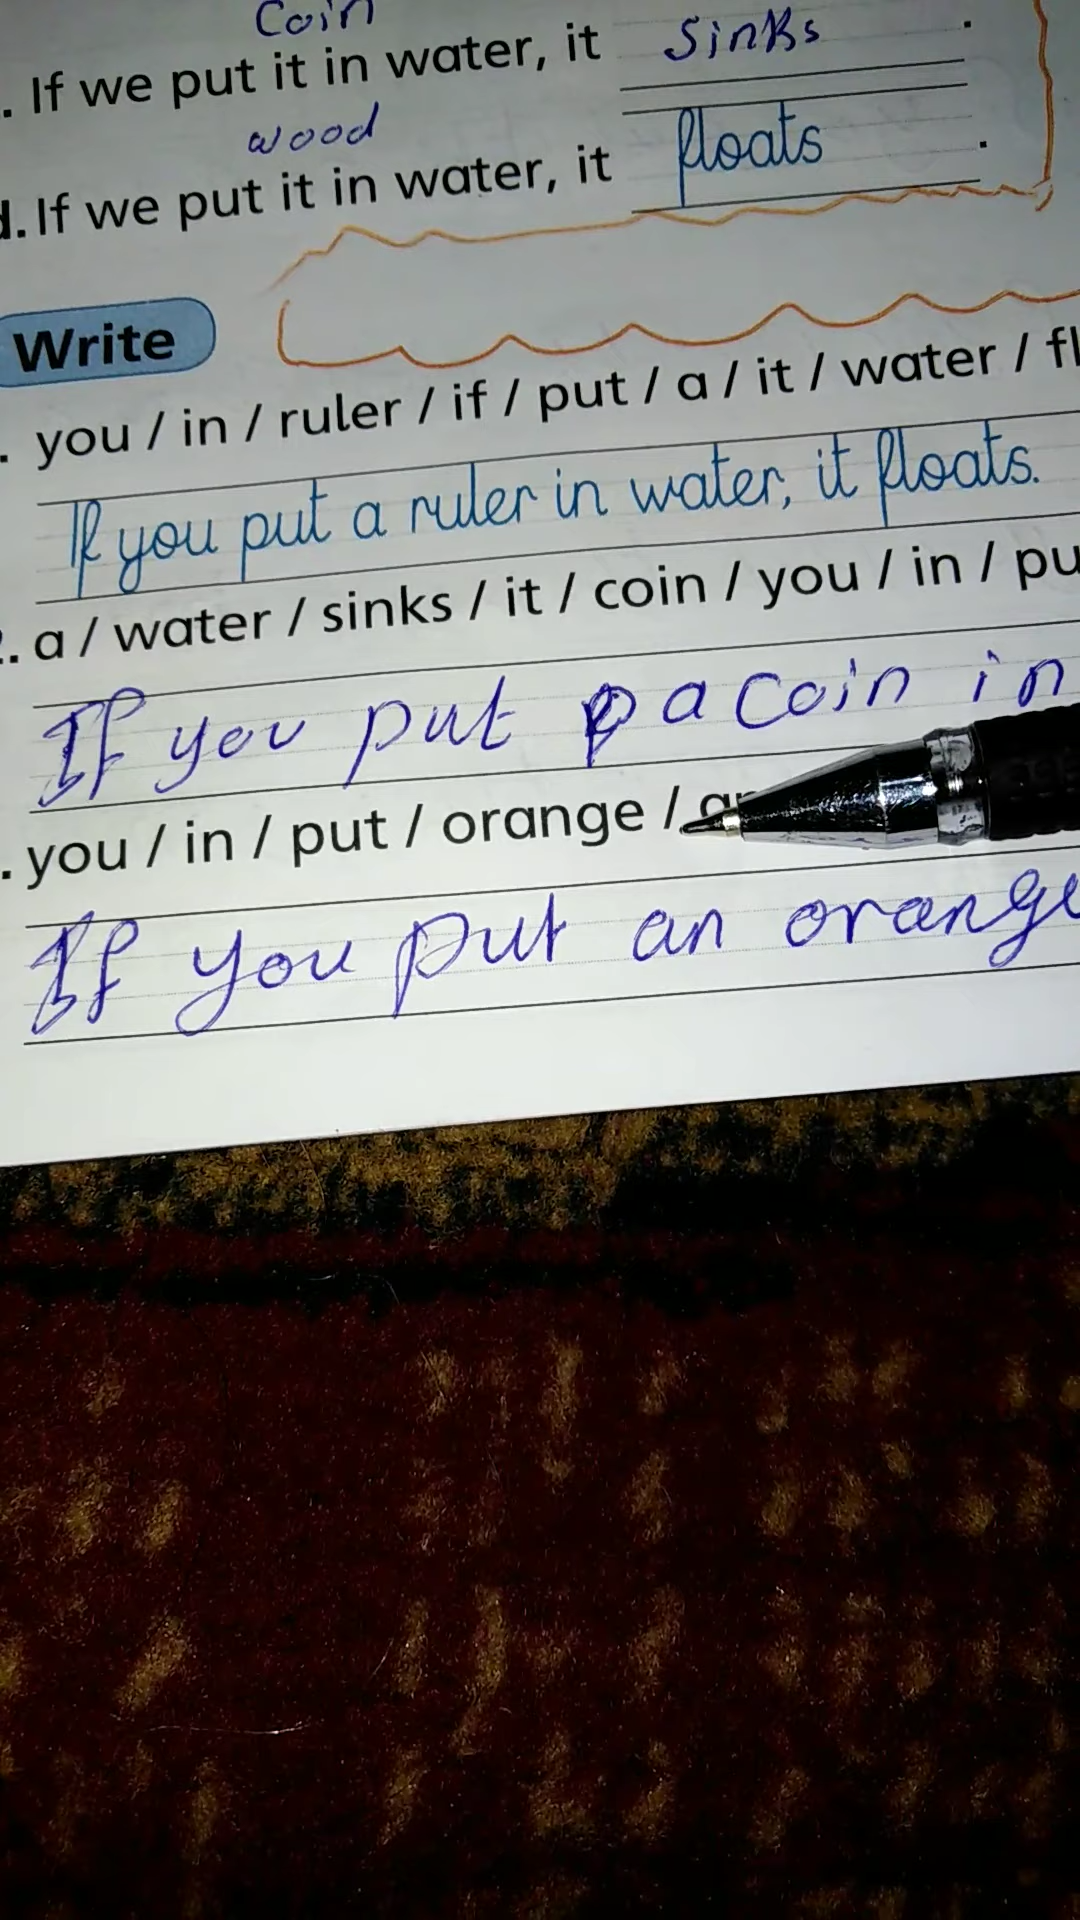 Coin
. If we put it in water, it sinks .
wood
d. If we put it in water, it floats .
Write
. you / in / ruler / if / put / a / it / water / fl
If you put a ruler in water, it floats.
2. a / water / sinks / it / coin / you / in / pu
If you put a coin in
. you / in / put / orange /
If you put an orange